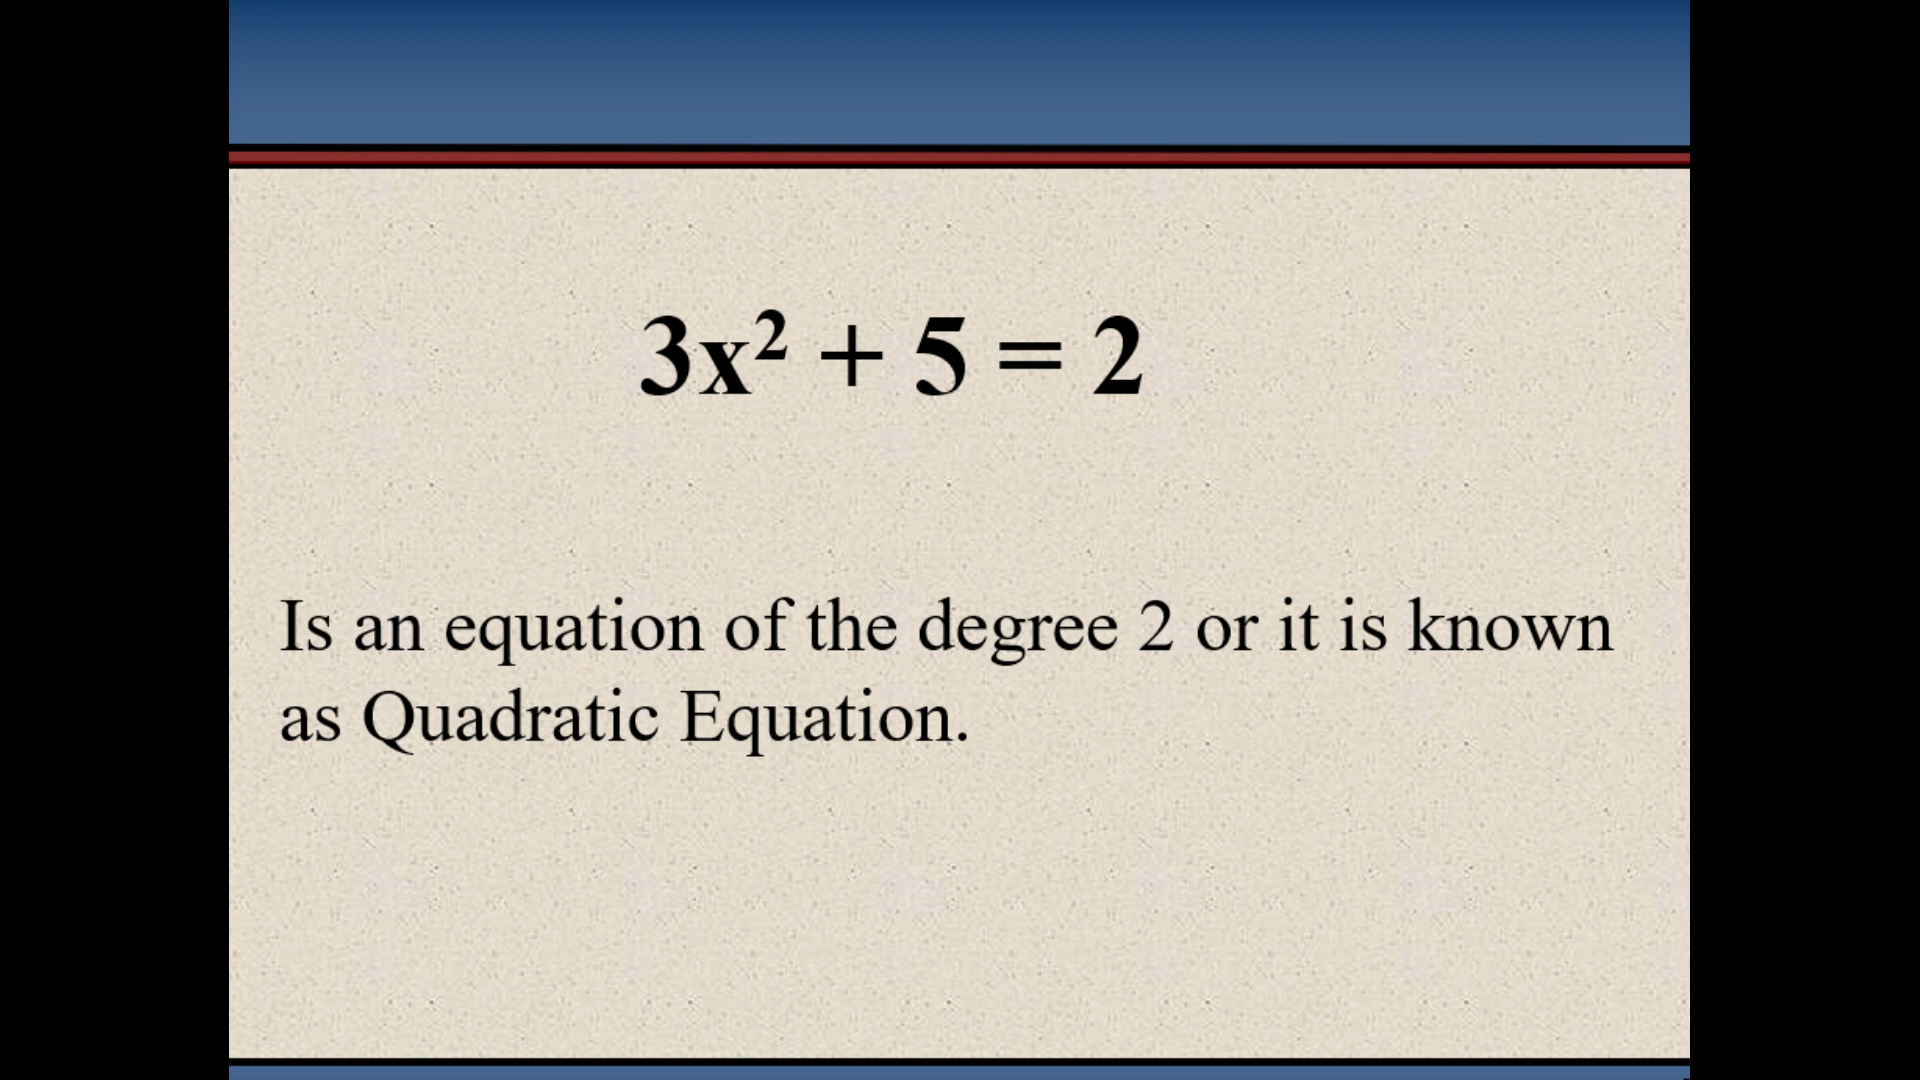 3x² + 5 = 2
Is an equation of the degree 2 or it is known
as Quadratic Equation.